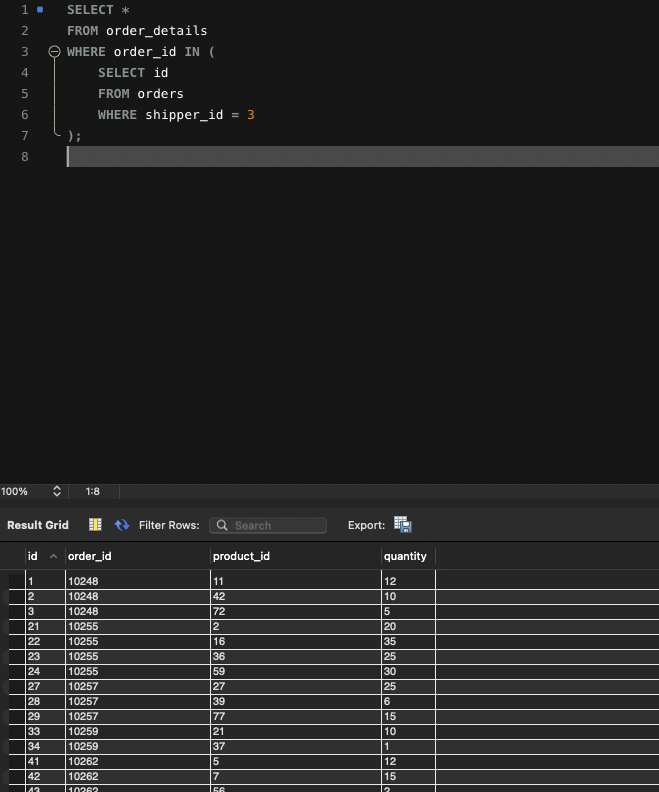 1 SELECT *
2 FROM order_details
3 WHERE order_id IN (
4 SELECT id
5 FROM orders
6 WHERE shipper_id = 3
7 );
8
100% 1:8
Result Grid Filter Rows: Search Export:
id order_id product_id quantity
1 10248 11 12
2 10248 42 10
3 10248 72 5
21 10255 2 20
22 10255 16 35
23 10255 36 25
24 10255 59 30
27 10257 27 25
28 10257 39 6
29 10257 77 15
33 10259 21 10
34 10259 37 1
41 10262 5 12
42 10262 7 15
43 10262 56 2